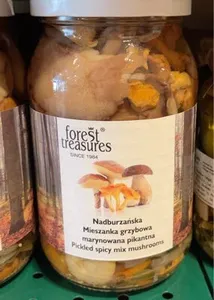 forest®
treasures
SINCE 1984
Nadburzańska
Mieszanka grzybowa
marynowana pikantna
Pickled spicy mix mushrooms